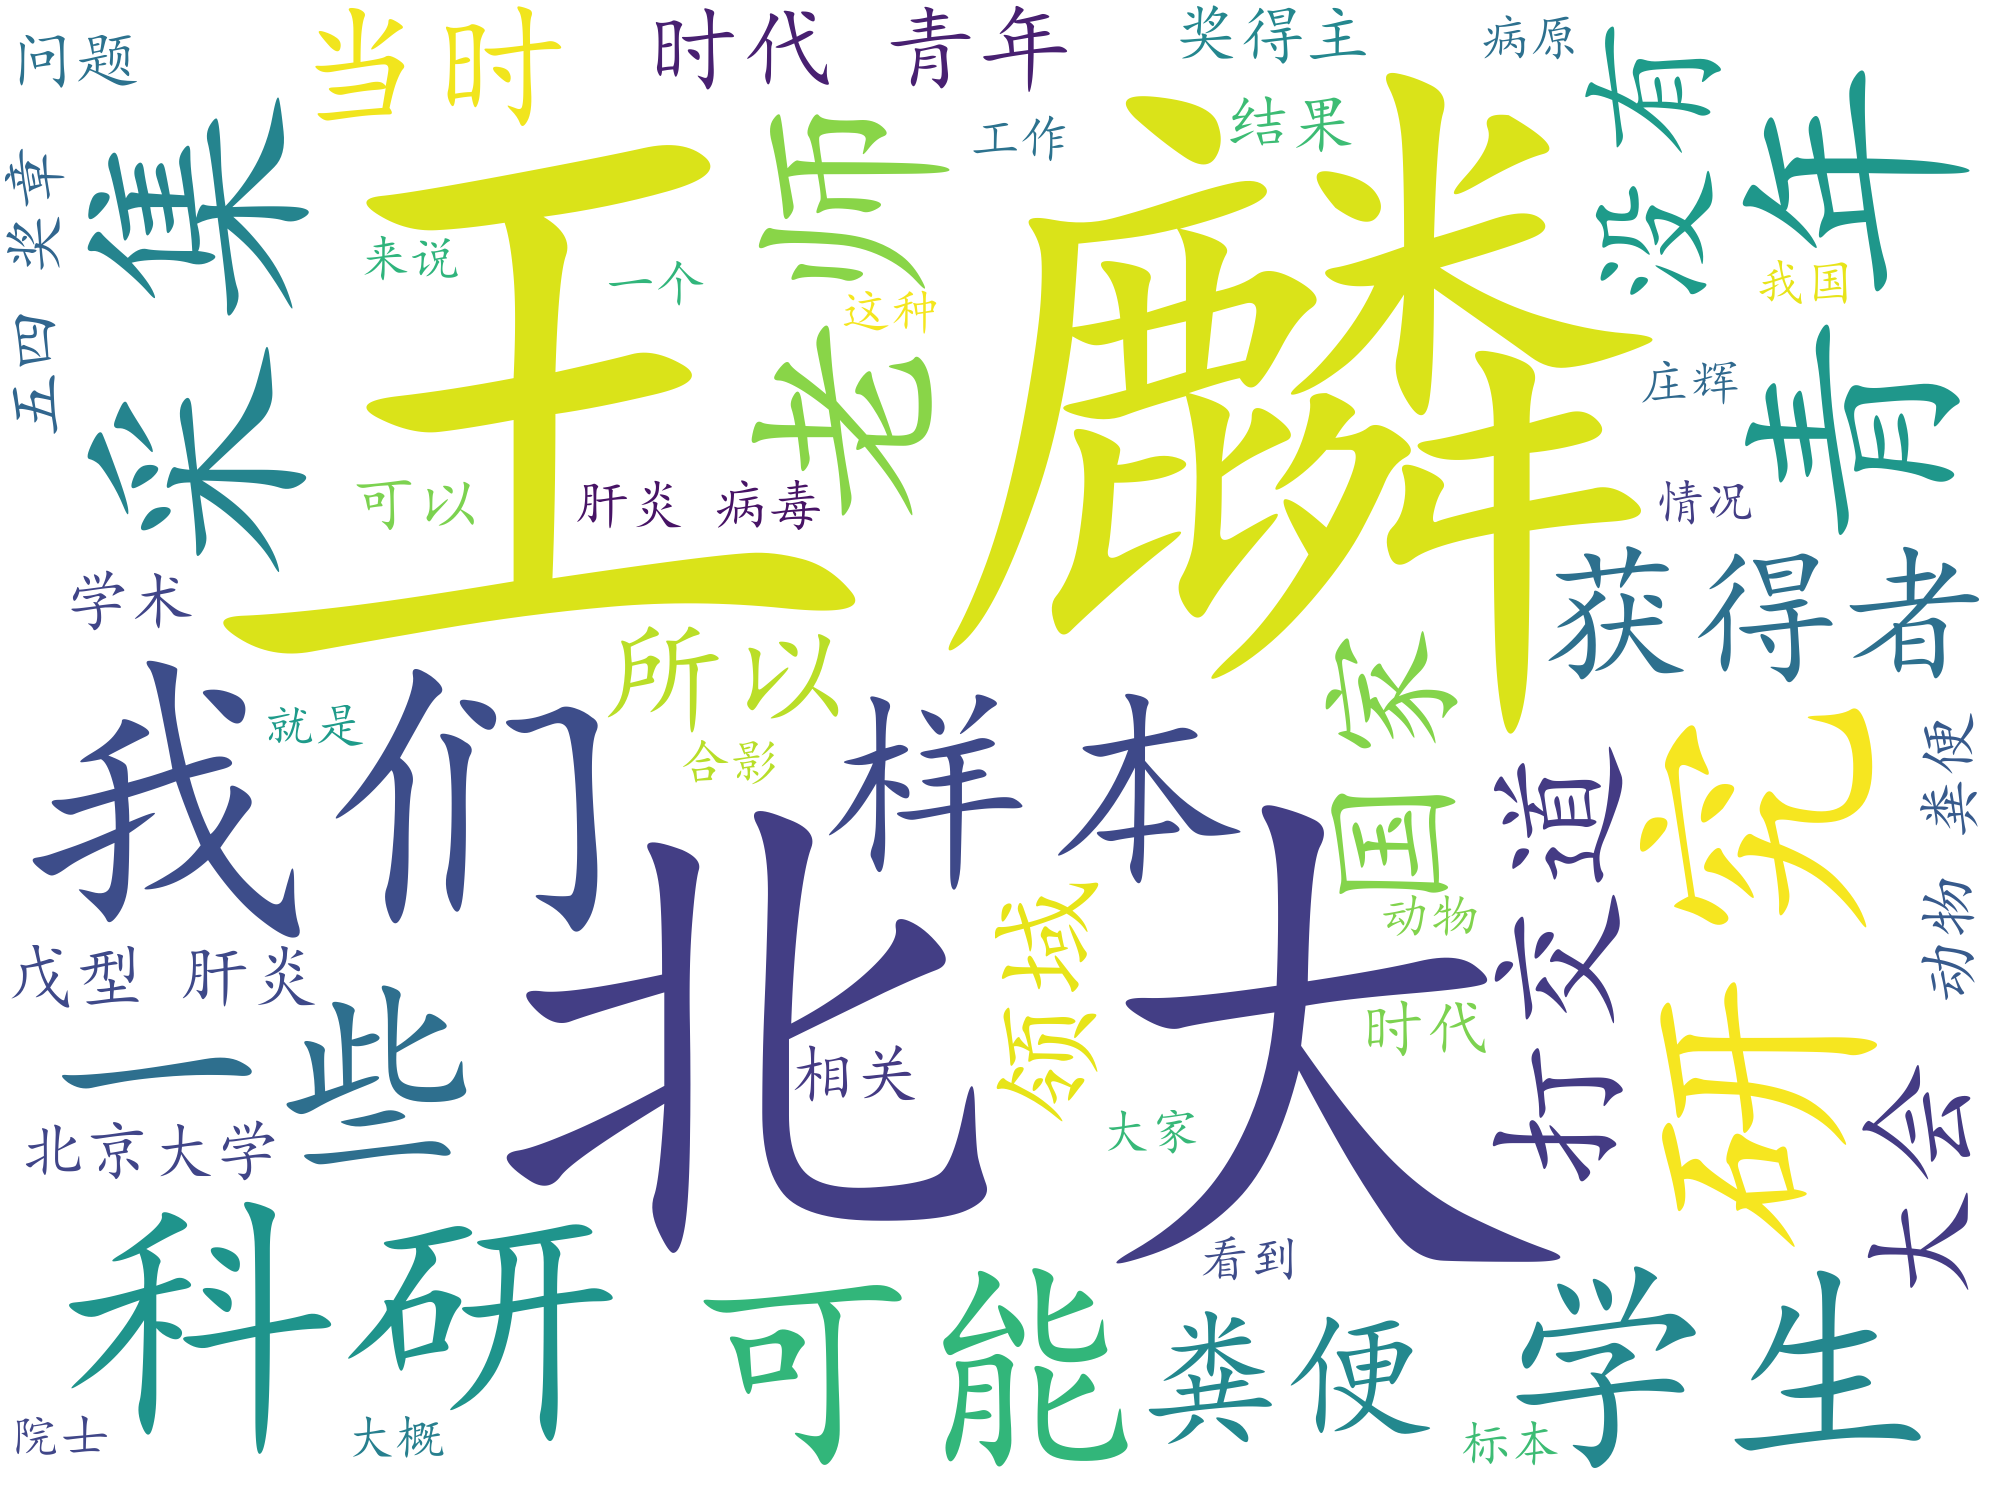 问题
当时
时代 青年
奖得主
病原
没有
青年
采集
五四 奖章
王
麟
老师
工作
结果
来说
一个
这种
我国
庄辉
可以
肝炎 病毒
情况
学术
获得者
所以
国家
我们
就是
合影
样本
打交道
研究
动物 粪便
戊型 肝炎
北大
领域
动物
时代
一些
相关
大家
大会
北京大学
科研
看到
可能
粪便
学生
院士
大概
标本